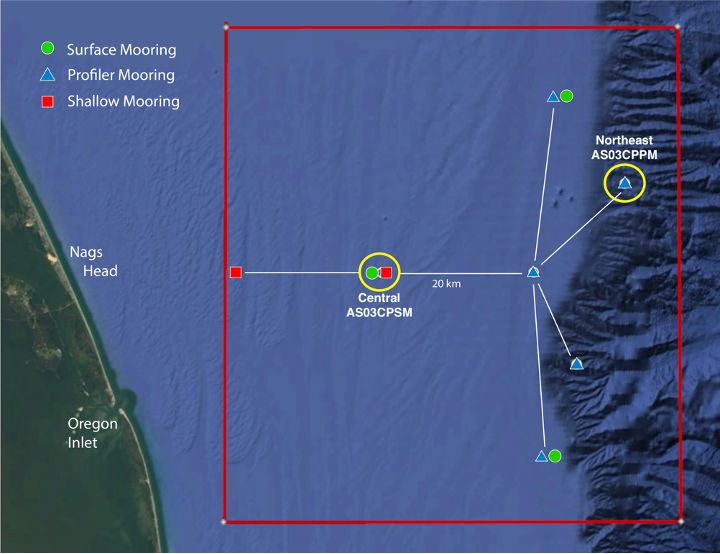 Surface Mooring
Profiler Mooring
Shallow Mooring
Northeast
AS03CPPM
Nags
Head
20 km
Central
AS03CPSM
Oregon
Inlet